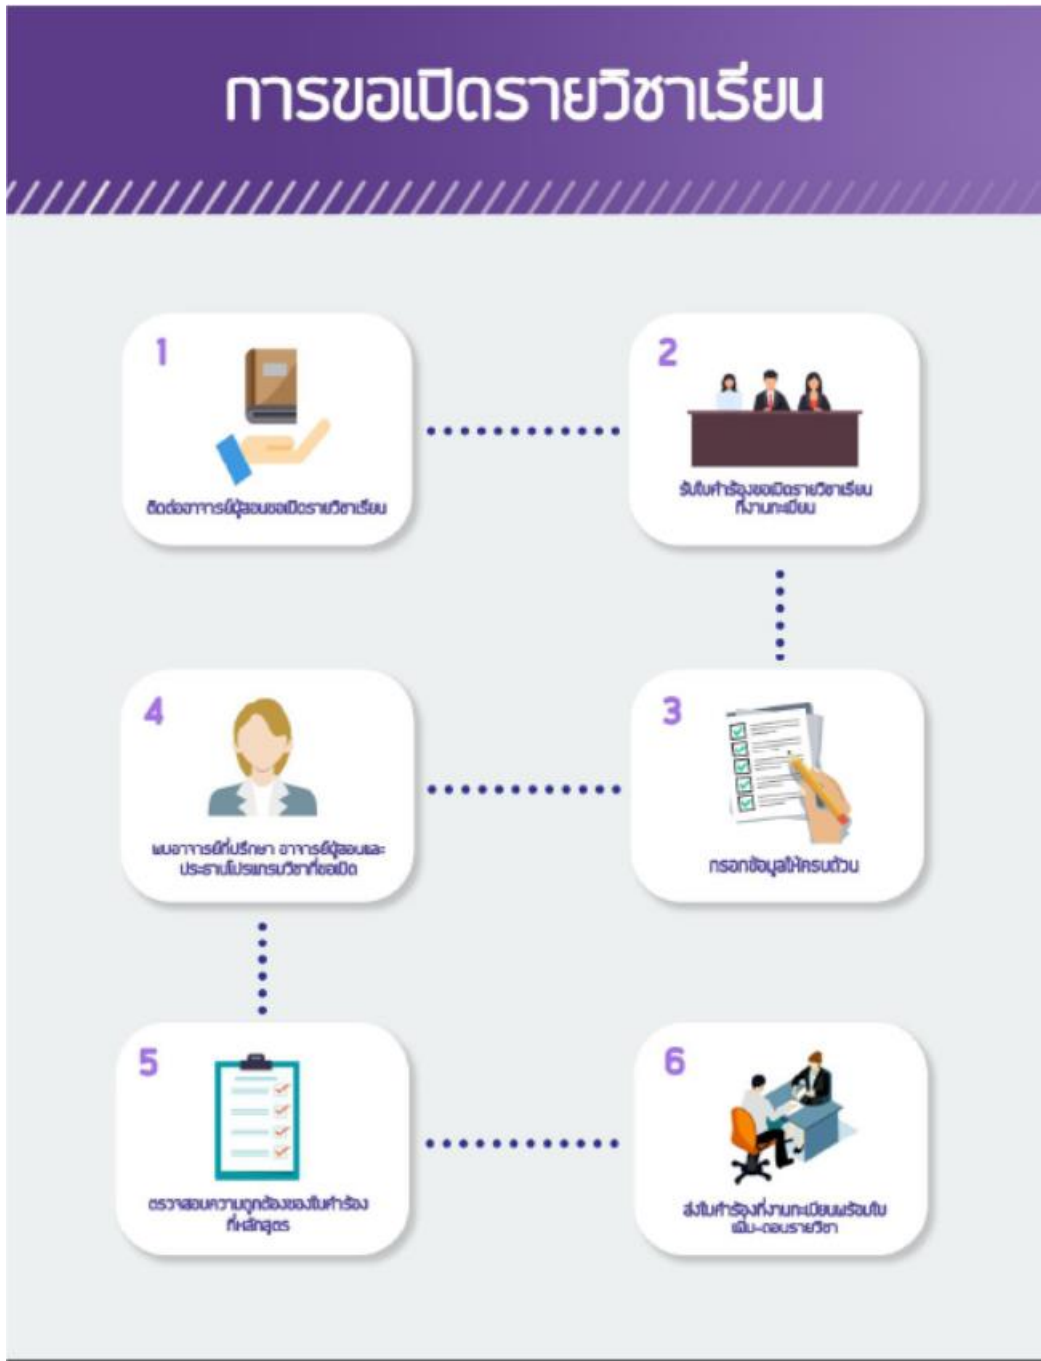 การขอเปิดรายวิชาเรียน
1
ติดต่ออาจารย์ผู้สอนขอเปิดรายวิชาเรียน
2
รับใบคำร้องขอเปิดรายวิชาเรียน
ที่งานทะเบียน
3
กรอกข้อมูลให้ครบถ้วน
4
พบอาจารย์ที่ปรึกษา อาจารย์ผู้สอนและ
ประธานโปรแกรมวิชาที่ขอเปิด
5
ตรวจสอบความถูกต้องของใบคำร้อง
ที่หลักสูตร
6
ส่งใบคำร้องที่งานทะเบียนพร้อมใบ
เพิ่ม-ถอนรายวิชา